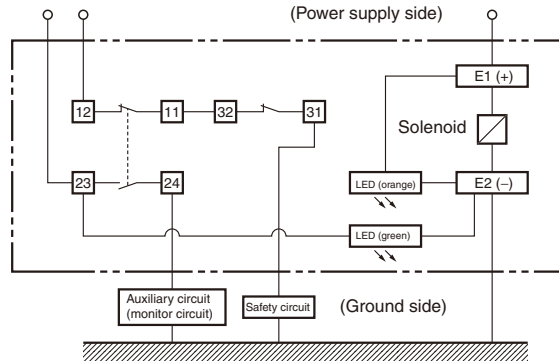 (Power supply side)
E1 (+)
12 11 32 31
Solenoid
23 24 LED (orange) E2 (−)
LED (green)
Auxiliary circuit
(monitor circuit)
Safety circuit
(Ground side)